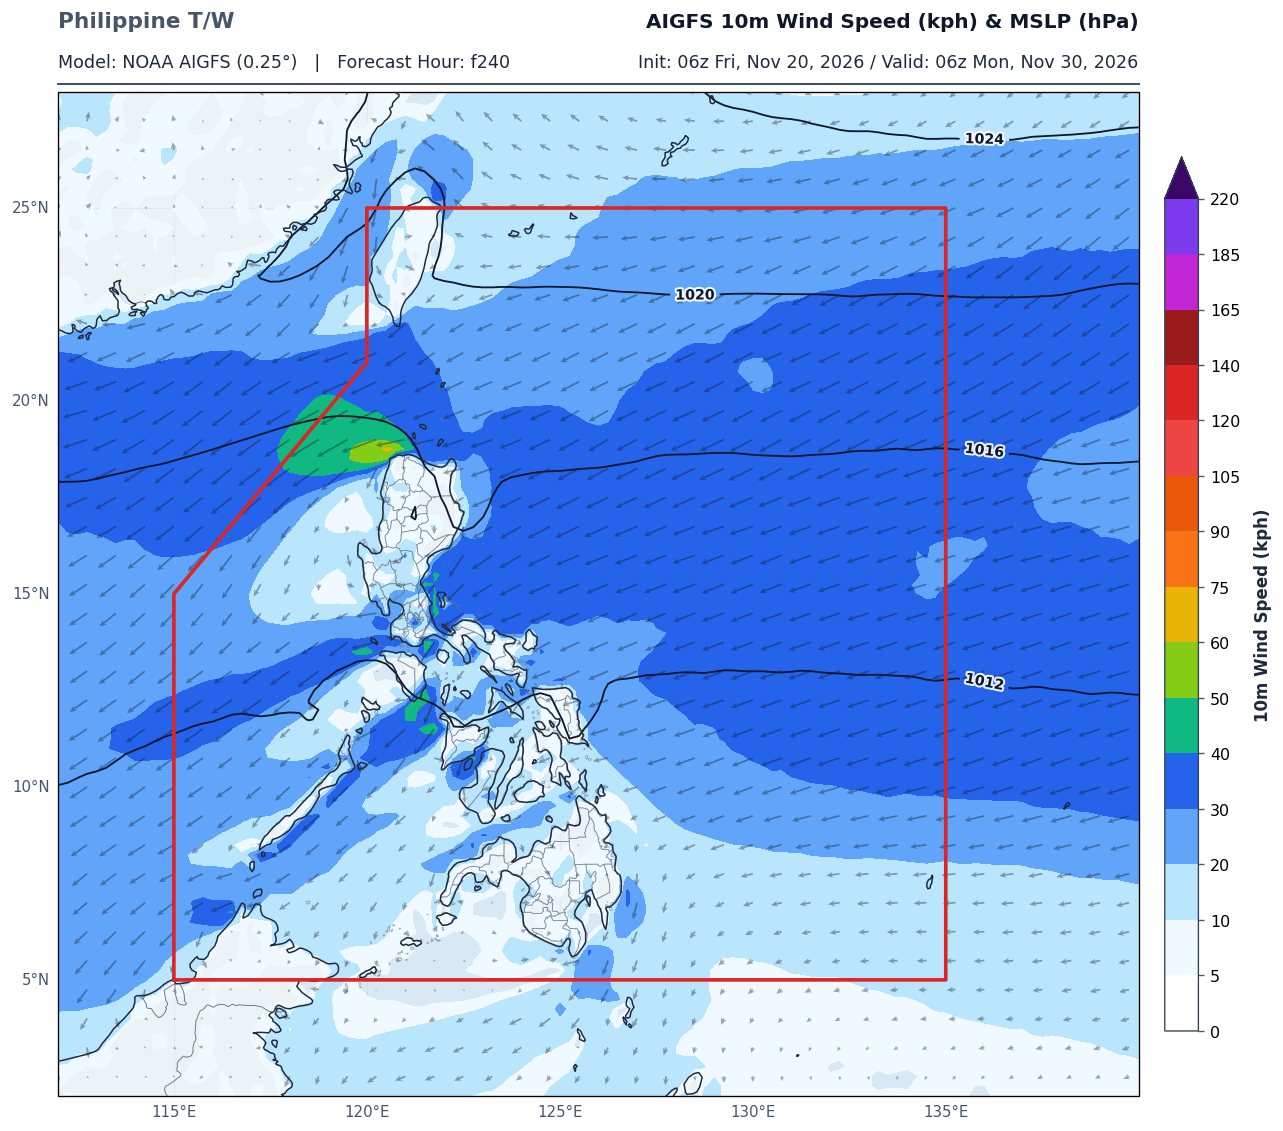 Philippine T/W
AIGFS 10m Wind Speed (kph) & MSLP (hPa)
Model: NOAA AIGFS (0.25°)   |   Forecast Hour: f240
Init: 06z Fri, Nov 20, 2026 / Valid: 06z Mon, Nov 30, 2026
1024
25°N
1020
20°N
1016
15°N
1012
10°N
5°N
115°E
120°E
125°E
130°E
135°E
220
185
165
140
120
105
90
75
60
50
40
30
20
10
5
0
10m Wind Speed (kph)